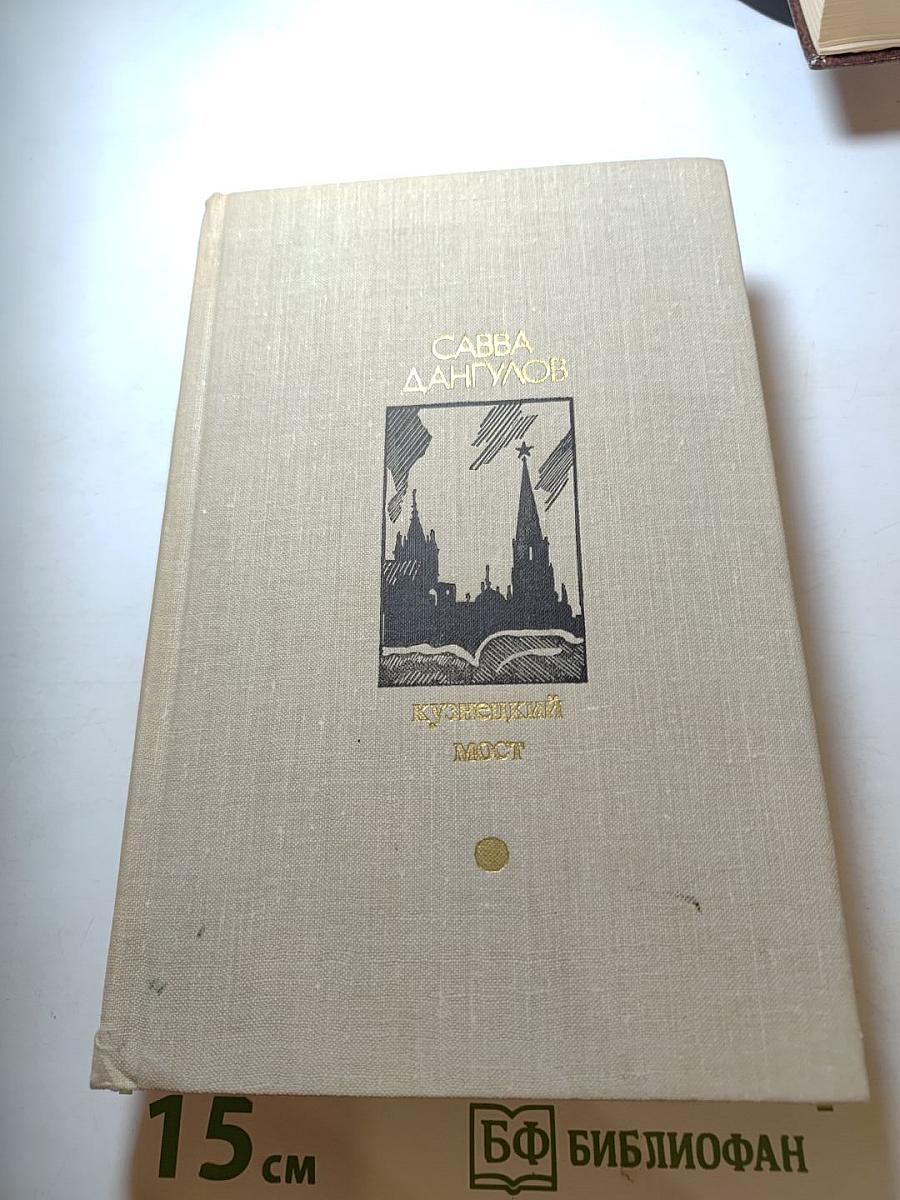 САВВА
ДАНГУЛОВ
кузнецкий
мост
15 см
БФ БИБЛИОФАН